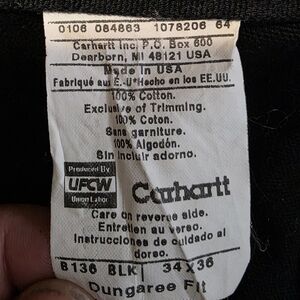 0106 084863 1078206 64
Carhartt Inc, P.O. Box 600
Dearborn, MI 48121 USA
Made in USA
Fabriqué au E.-U*Hecho en los EE.UU.
100% Cotton.
Exclusive of Trimming.
100% Coton.
Sans garniture.
100% Algodón.
Sin incluir adorno.
Produced By
UFCW
Union Labor
Carhartt
Care on reverse side.
Entretien au verso.
Instrucciones de cuidado al
dorso.
B136 BLK 34X36
Dungaree Fit